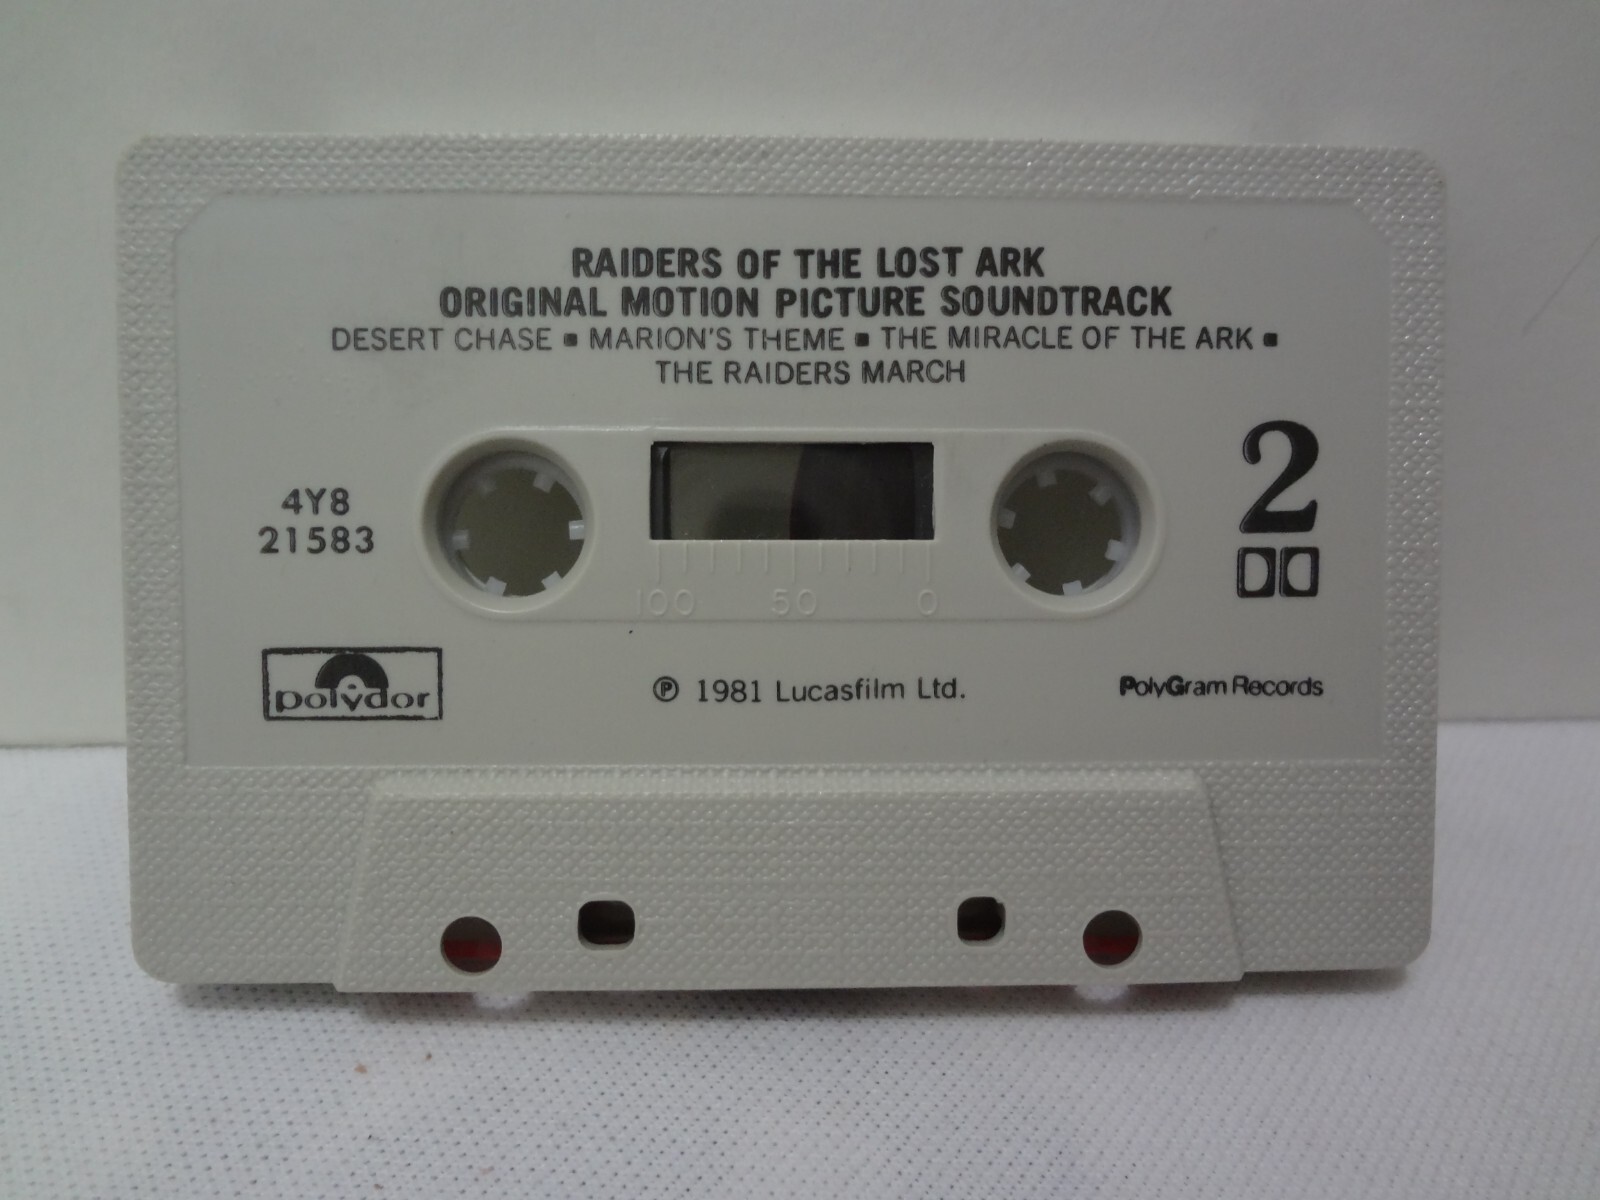 RAIDERS OF THE LOST ARK
ORIGINAL MOTION PICTURE SOUNDTRACK
DESERT CHASE ▪ MARION'S THEME ▪ THE MIRACLE OF THE ARK ▪
THE RAIDERS MARCH
4Y8
21583
2
100 50 0
polydor
℗ 1981 Lucasfilm Ltd.
PolyGram Records